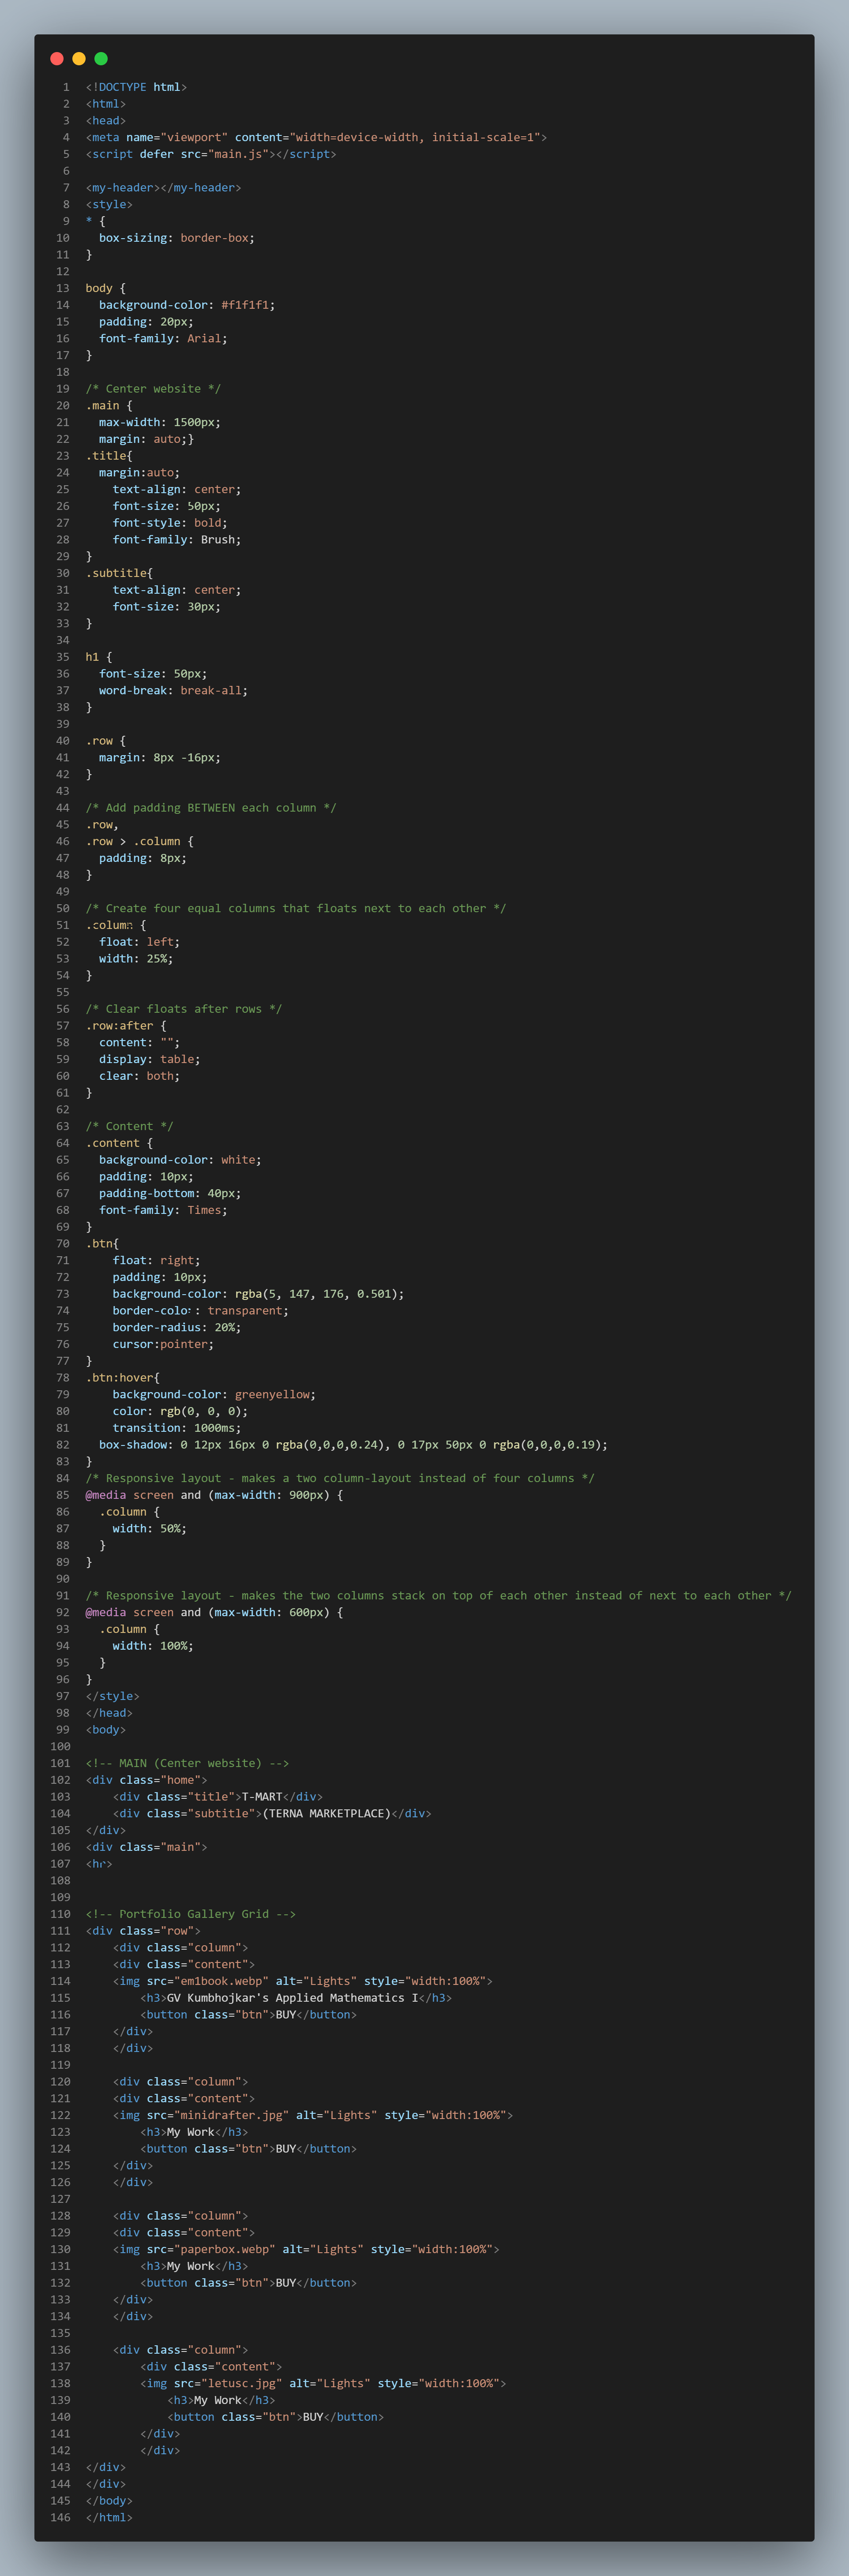 1 <!DOCTYPE html>
2 <html>
3 <head>
4 <meta name="viewport" content="width=device-width, initial-scale=1">
5 <script defer src="main.js"></script>
6
7 <my-header></my-header>
8 <style>
9 * {
10   box-sizing: border-box;
11 }
12
13 body {
14   background-color: #f1f1f1;
15   padding: 20px;
16   font-family: Arial;
17 }
18
19 /* Center website */
20 .main {
21   max-width: 1500px;
22   margin: auto;}
23 .title{
24   margin:auto;
25     text-align: center;
26     font-size: 50px;
27     font-style: bold;
28     font-family: Brush;
29 }
30 .subtitle{
31     text-align: center;
32     font-size: 30px;
33 }
34
35 h1 {
36   font-size: 50px;
37   word-break: break-all;
38 }
39
40 .row {
41   margin: 8px -16px;
42 }
43
44 /* Add padding BETWEEN each column */
45 .row,
46 .row > .column {
47   padding: 8px;
48 }
49
50 /* Create four equal columns that floats next to each other */
51 .column {
52   float: left;
53   width: 25%;
54 }
55
56 /* Clear floats after rows */
57 .row:after {
58   content: "";
59   display: table;
60   clear: both;
61 }
62
63 /* Content */
64 .content {
65   background-color: white;
66   padding: 10px;
67   padding-bottom: 40px;
68   font-family: Times;
69 }
70 .btn{
71     float: right;
72     padding: 10px;
73     background-color: rgba(5, 147, 176, 0.501);
74     border-color: transparent;
75     border-radius: 20%;
76     cursor:pointer;
77 }
78 .btn:hover{
79     background-color: greenyellow;
80     color: rgb(0, 0, 0);
81     transition: 1000ms;
82   box-shadow: 0 12px 16px 0 rgba(0,0,0,0.24), 0 17px 50px 0 rgba(0,0,0,0.19);
83 }
84 /* Responsive layout - makes a two column-layout instead of four columns */
85 @media screen and (max-width: 900px) {
86   .column {
87     width: 50%;
88   }
89 }
90
91 /* Responsive layout - makes the two columns stack on top of each other instead of next to each other */
92 @media screen and (max-width: 600px) {
93   .column {
94     width: 100%;
95   }
96 }
97 </style>
98 </head>
99 <body>
100
101 <!-- MAIN (Center website) -->
102 <div class="home">
103     <div class="title">T-MART</div>
104     <div class="subtitle">(TERNA MARKETPLACE)</div>
105 </div>
106 <div class="main">
107 <hr>
108
109
110 <!-- Portfolio Gallery Grid -->
111 <div class="row">
112     <div class="column">
113     <div class="content">
114     <img src="em1book.webp" alt="Lights" style="width:100%">
115         <h3>GV Kumbhojkar's Applied Mathematics I</h3>
116         <button class="btn">BUY</button>
117     </div>
118     </div>
119
120     <div class="column">
121     <div class="content">
122     <img src="minidrafter.jpg" alt="Lights" style="width:100%">
123         <h3>My Work</h3>
124         <button class="btn">BUY</button>
125     </div>
126     </div>
127
128     <div class="column">
129     <div class="content">
130     <img src="paperbox.webp" alt="Lights" style="width:100%">
131         <h3>My Work</h3>
132         <button class="btn">BUY</button>
133     </div>
134     </div>
135
136     <div class="column">
137         <div class="content">
138         <img src="letusc.jpg" alt="Lights" style="width:100%">
139             <h3>My Work</h3>
140             <button class="btn">BUY</button>
141         </div>
142         </div>
143 </div>
144 </div>
145 </body>
146 </html>